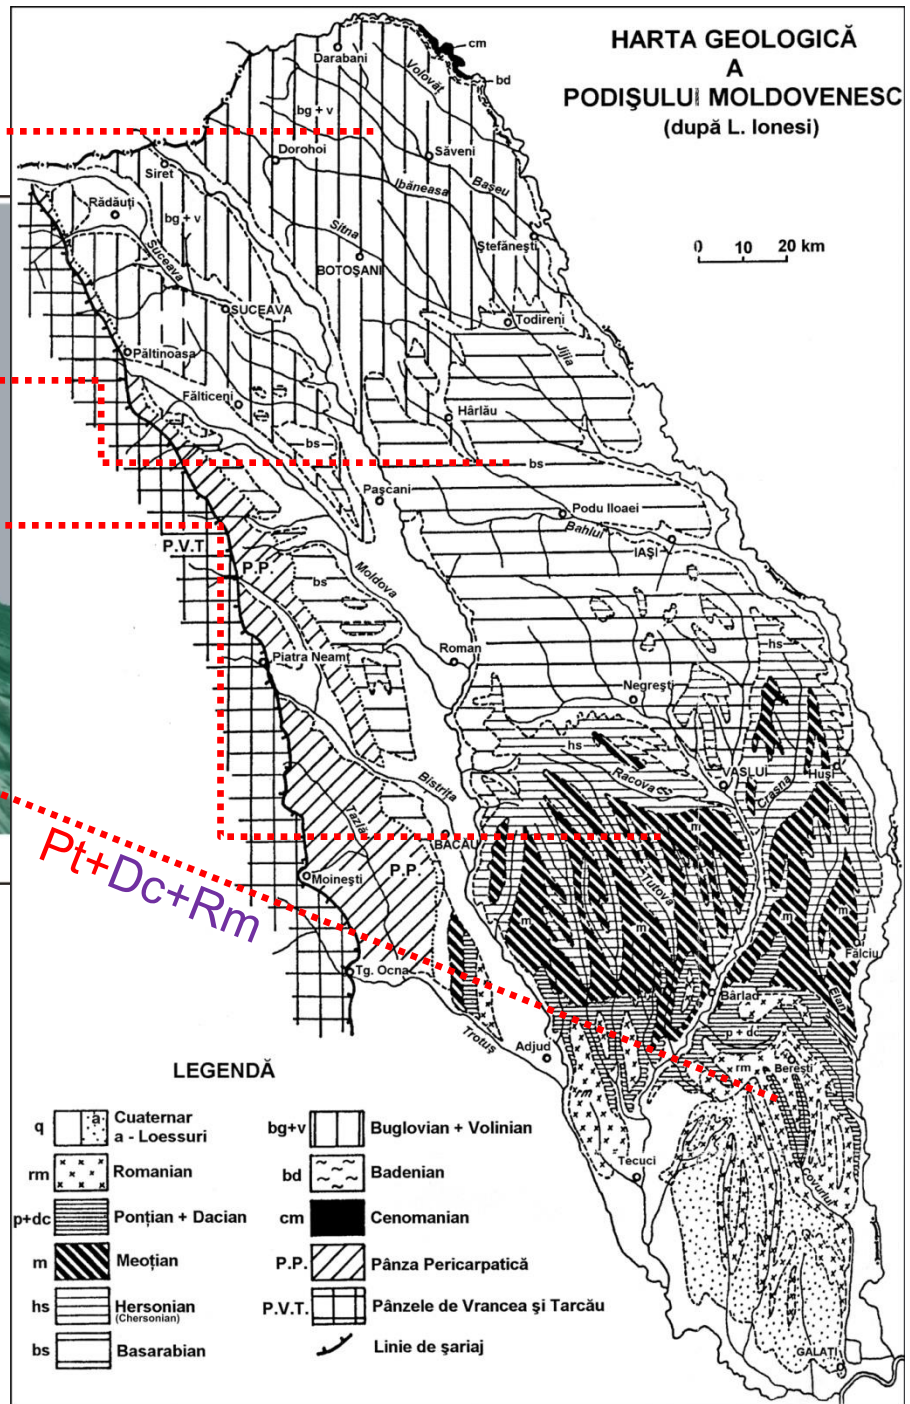 HARTA GEOLOGICĂ
A
PODIŞULUI MOLDOVENESC
(după L. Ionesi)
0 10 20 km
cm
bd
Darabani
Volovăţ
bg + v
Dorohoi
Săveni
Başeu
Ibăneasa
Siret
Rădăuţi
bg + v
Sitna
Ştefăneşti
Suceava
BOTOŞANI
SUCEAVA
Todireni
Jijia
Păltinoasa
Fălticeni
Hârlău
bs
bs
Paşcani
Podu Iloaei
Bahlui
IAŞI
P.V.T
P.P.
bs
Moldova
Piatra Neamţ
Roman
hs
Negreşti
hs
Racova
VASLUI
Huşi
Crasna
Bistriţa
BACĂU
m
Tazlău
P.P.
Tutova
Pt+Dc+Rm
Moineşti
m
m
m
Fălciu
Tg. Ocna
Bârlad
Elan
Trotuş
Adjud
p + dc
rm
Bereşti
rm
Tecuci
Covurlui
GALAŢI
LEGENDĂ
q
a
Cuaternar
a - Loessuri
rm
Romanian
p+dc
Ponţian + Dacian
m
Meoţian
hs
Hersonian
(Chersonian)
bs
Basarabian
bg+v
Buglovian + Volinian
bd
Badenian
cm
Cenomanian
P.P.
Pânza Pericarpatică
P.V.T.
Pânzele de Vrancea şi Tarcău
Linie de şariaj